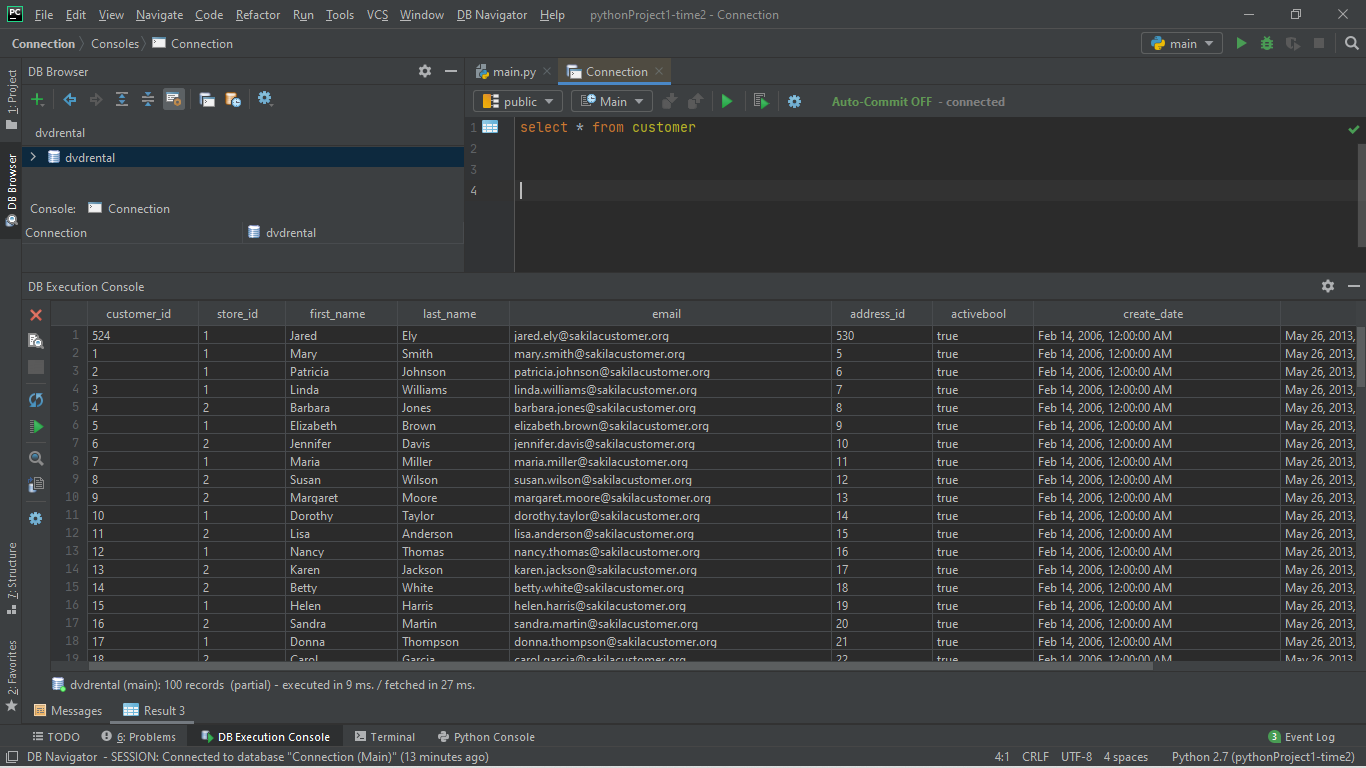 PC File Edit View Navigate Code Refactor Run Tools VCS Window DB Navigator Help pythonProject1-time2 - Connection
Connection Consoles Connection main
1: Project
DB Browser
7: Structure
2: Favorites
DB Browser
dvdrental
dvdrental
Console: Connection
Connection dvdrental
main.py Connection
public Main Auto-Commit OFF - connected
1 select * from customer
2
3
4
DB Execution Console
customer_id store_id first_name last_name email address_id activebool create_date
1 524 1 Jared Ely jared.ely@sakilacustomer.org 530 true Feb 14, 2006, 12:00:00 AM May 26, 2013,
2 1 1 Mary Smith mary.smith@sakilacustomer.org 5 true Feb 14, 2006, 12:00:00 AM May 26, 2013,
3 2 1 Patricia Johnson patricia.johnson@sakilacustomer.org 6 true Feb 14, 2006, 12:00:00 AM May 26, 2013,
4 3 1 Linda Williams linda.williams@sakilacustomer.org 7 true Feb 14, 2006, 12:00:00 AM May 26, 2013,
5 4 2 Barbara Jones barbara.jones@sakilacustomer.org 8 true Feb 14, 2006, 12:00:00 AM May 26, 2013,
6 5 1 Elizabeth Brown elizabeth.brown@sakilacustomer.org 9 true Feb 14, 2006, 12:00:00 AM May 26, 2013,
7 6 2 Jennifer Davis jennifer.davis@sakilacustomer.org 10 true Feb 14, 2006, 12:00:00 AM May 26, 2013,
8 7 1 Maria Miller maria.miller@sakilacustomer.org 11 true Feb 14, 2006, 12:00:00 AM May 26, 2013,
9 8 2 Susan Wilson susan.wilson@sakilacustomer.org 12 true Feb 14, 2006, 12:00:00 AM May 26, 2013,
10 9 2 Margaret Moore margaret.moore@sakilacustomer.org 13 true Feb 14, 2006, 12:00:00 AM May 26, 2013,
11 10 1 Dorothy Taylor dorothy.taylor@sakilacustomer.org 14 true Feb 14, 2006, 12:00:00 AM May 26, 2013,
12 11 2 Lisa Anderson lisa.anderson@sakilacustomer.org 15 true Feb 14, 2006, 12:00:00 AM May 26, 2013,
13 12 1 Nancy Thomas nancy.thomas@sakilacustomer.org 16 true Feb 14, 2006, 12:00:00 AM May 26, 2013,
14 13 2 Karen Jackson karen.jackson@sakilacustomer.org 17 true Feb 14, 2006, 12:00:00 AM May 26, 2013,
15 14 2 Betty White betty.white@sakilacustomer.org 18 true Feb 14, 2006, 12:00:00 AM May 26, 2013,
16 15 1 Helen Harris helen.harris@sakilacustomer.org 19 true Feb 14, 2006, 12:00:00 AM May 26, 2013,
17 16 2 Sandra Martin sandra.martin@sakilacustomer.org 20 true Feb 14, 2006, 12:00:00 AM May 26, 2013,
18 17 1 Donna Thompson donna.thompson@sakilacustomer.org 21 true Feb 14, 2006, 12:00:00 AM May 26, 2013,
19 18 2 Carol Garcia carol.garcia@sakilacustomer.org 22 true Feb 14, 2006, 12:00:00 AM May 26, 2013,
dvdrental (main): 100 records (partial) - executed in 9 ms. / fetched in 27 ms.
Messages Result 3
TODO 6: Problems DB Execution Console Terminal Python Console 3 Event Log
DB Navigator - SESSION: Connected to database "Connection (Main)" (13 minutes ago) 4:1 CRLF UTF-8 4 spaces Python 2.7 (pythonProject1-time2)